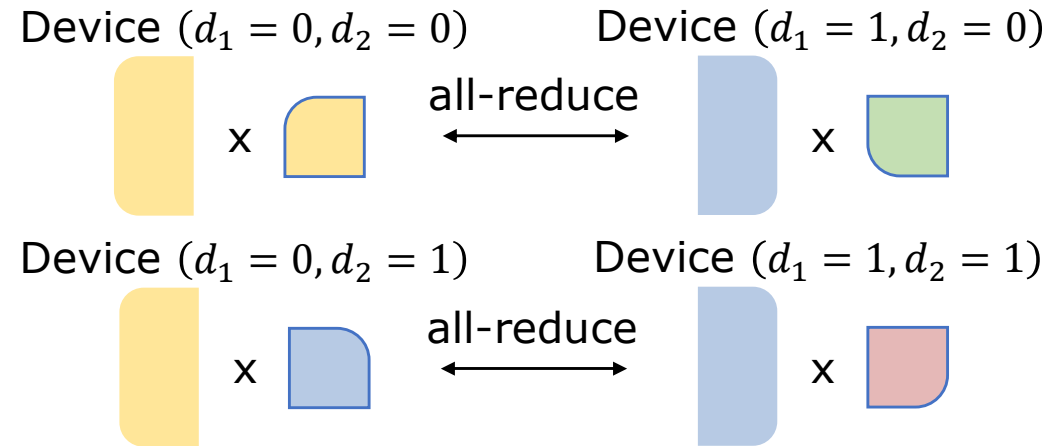 Device (d₁ = 0, d₂ = 0) Device (d₁ = 1, d₂ = 0)
all-reduce
x x
Device (d₁ = 0, d₂ = 1) Device (d₁ = 1, d₂ = 1)
all-reduce
x x